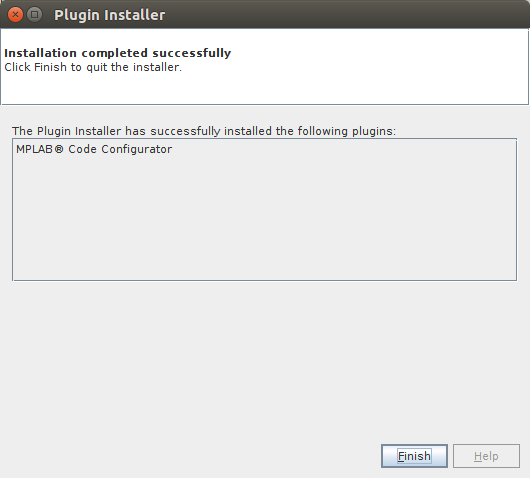 Plugin Installer
Installation completed successfully
Click Finish to quit the installer.
The Plugin Installer has successfully installed the following plugins:
MPLAB® Code Configurator
Finish
Help